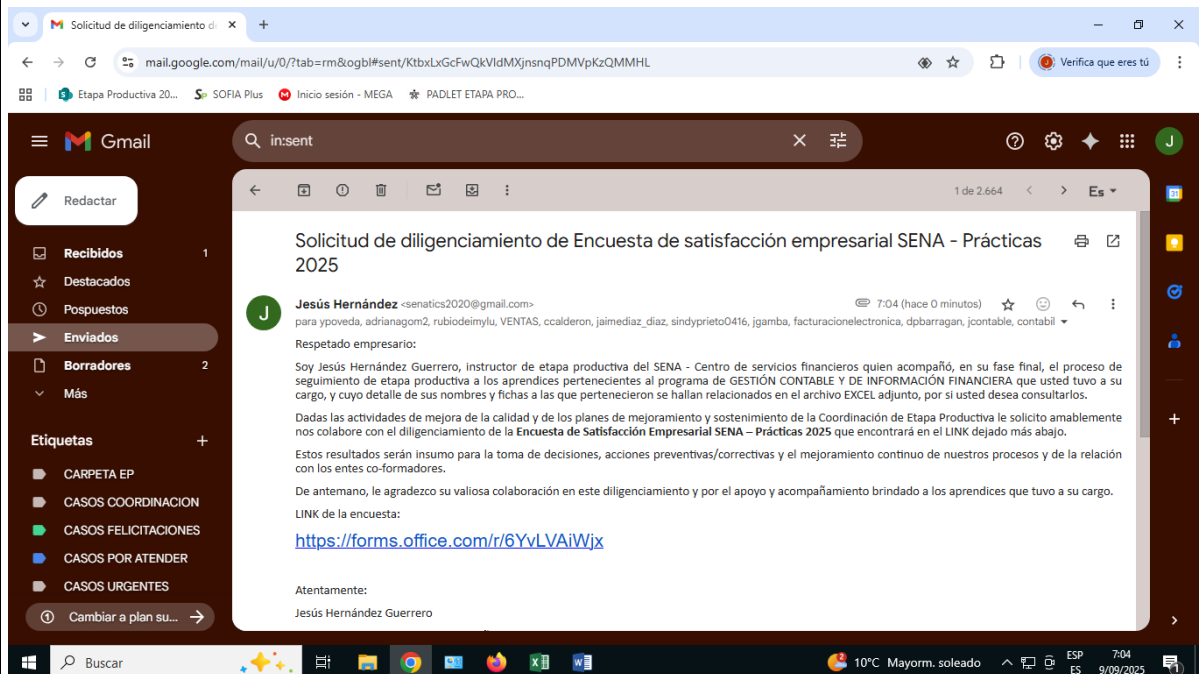 Solicitud de diligenciamiento de
mail.google.com/mail/u/0/?tab=rm&ogbl#sent/KtbxLxGcFwQkVldMXjnsnqPDMVpKzQMMHL
Verifica que eres tú
Etapa Productiva 20...
SOFIA Plus
Inicio sesión - MEGA
PADLET ETAPA PRO...
Gmail
in:sent
J
Redactar
1 de 2.664
Es
Recibidos 1
Destacados
Pospuestos
Enviados
Borradores 2
Más
Etiquetas
CARPETA EP
CASOS COORDINACION
CASOS FELICITACIONES
CASOS POR ATENDER
CASOS URGENTES
Cambiar a plan su...
Solicitud de diligenciamiento de Encuesta de satisfacción empresarial SENA - Prácticas
2025
J
Jesús Hernández <senatics2020@gmail.com>
7:04 (hace 0 minutos)
para ypoveda, adrianagom2, rubiodeimylu, VENTAS, ccalderon, jaimediaz_diaz, sindyprieto0416, jgamba, facturacionelectronica, dpbarragan, jcontable, contabil
Respetado empresario:
Soy Jesús Hernández Guerrero, instructor de etapa productiva del SENA - Centro de servicios financieros quien acompañó, en su fase final, el proceso de
seguimiento de etapa productiva a los aprendices pertenecientes al programa de GESTIÓN CONTABLE Y DE INFORMACIÓN FINANCIERA que usted tuvo a su
cargo, y cuyo detalle de sus nombres y fichas a las que pertenecieron se hallan relacionados en el archivo EXCEL adjunto, por si usted desea consultarlos.
Dadas las actividades de mejora de la calidad y de los planes de mejoramiento y sostenimiento de la Coordinación de Etapa Productiva le solicito amablemente
nos colabore con el diligenciamiento de la Encuesta de Satisfacción Empresarial SENA – Prácticas 2025 que encontrará en el LINK dejado más abajo.
Estos resultados serán insumo para la toma de decisiones, acciones preventivas/correctivas y el mejoramiento continuo de nuestros procesos y de la relación
con los entes co-formadores.
De antemano, le agradezco su valiosa colaboración en este diligenciamiento y por el apoyo y acompañamiento brindado a los aprendices que tuvo a su cargo.
LINK de la encuesta:
https://forms.office.com/r/6YvLVAiWjx
Atentamente:
Jesús Hernández Guerrero
Buscar
10°C Mayorm. soleado
ESP
ES
7:04
9/09/2025